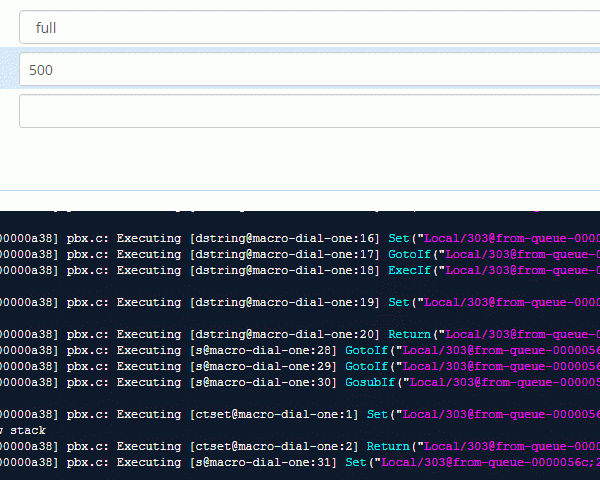 full
500
00000a38] pbx.c: Executing [dstring@macro-dial-one:16] Set("Local/303@from-queue-0000
00000a38] pbx.c: Executing [dstring@macro-dial-one:17] GotoIf("Local/303@from-queue-0
00000a38] pbx.c: Executing [dstring@macro-dial-one:18] ExecIf("Local/303@from-queue-0
00000a38] pbx.c: Executing [dstring@macro-dial-one:19] Set("Local/303@from-queue-0000
00000a38] pbx.c: Executing [dstring@macro-dial-one:20] Return("Local/303@from-queue-0
00000a38] pbx.c: Executing [s@macro-dial-one:28] GotoIf("Local/303@from-queue-0000056
00000a38] pbx.c: Executing [s@macro-dial-one:29] GotoIf("Local/303@from-queue-0000056
00000a38] pbx.c: Executing [s@macro-dial-one:30] GosubIf("Local/303@from-queue-000005
00000a38] pbx.c: Executing [ctset@macro-dial-one:1] Set("Local/303@from-queue-0000056
w stack
00000a38] pbx.c: Executing [ctset@macro-dial-one:2] Return("Local/303@from-queue-0000
00000a38] pbx.c: Executing [s@macro-dial-one:31] Set("Local/303@from-queue-0000056c;2